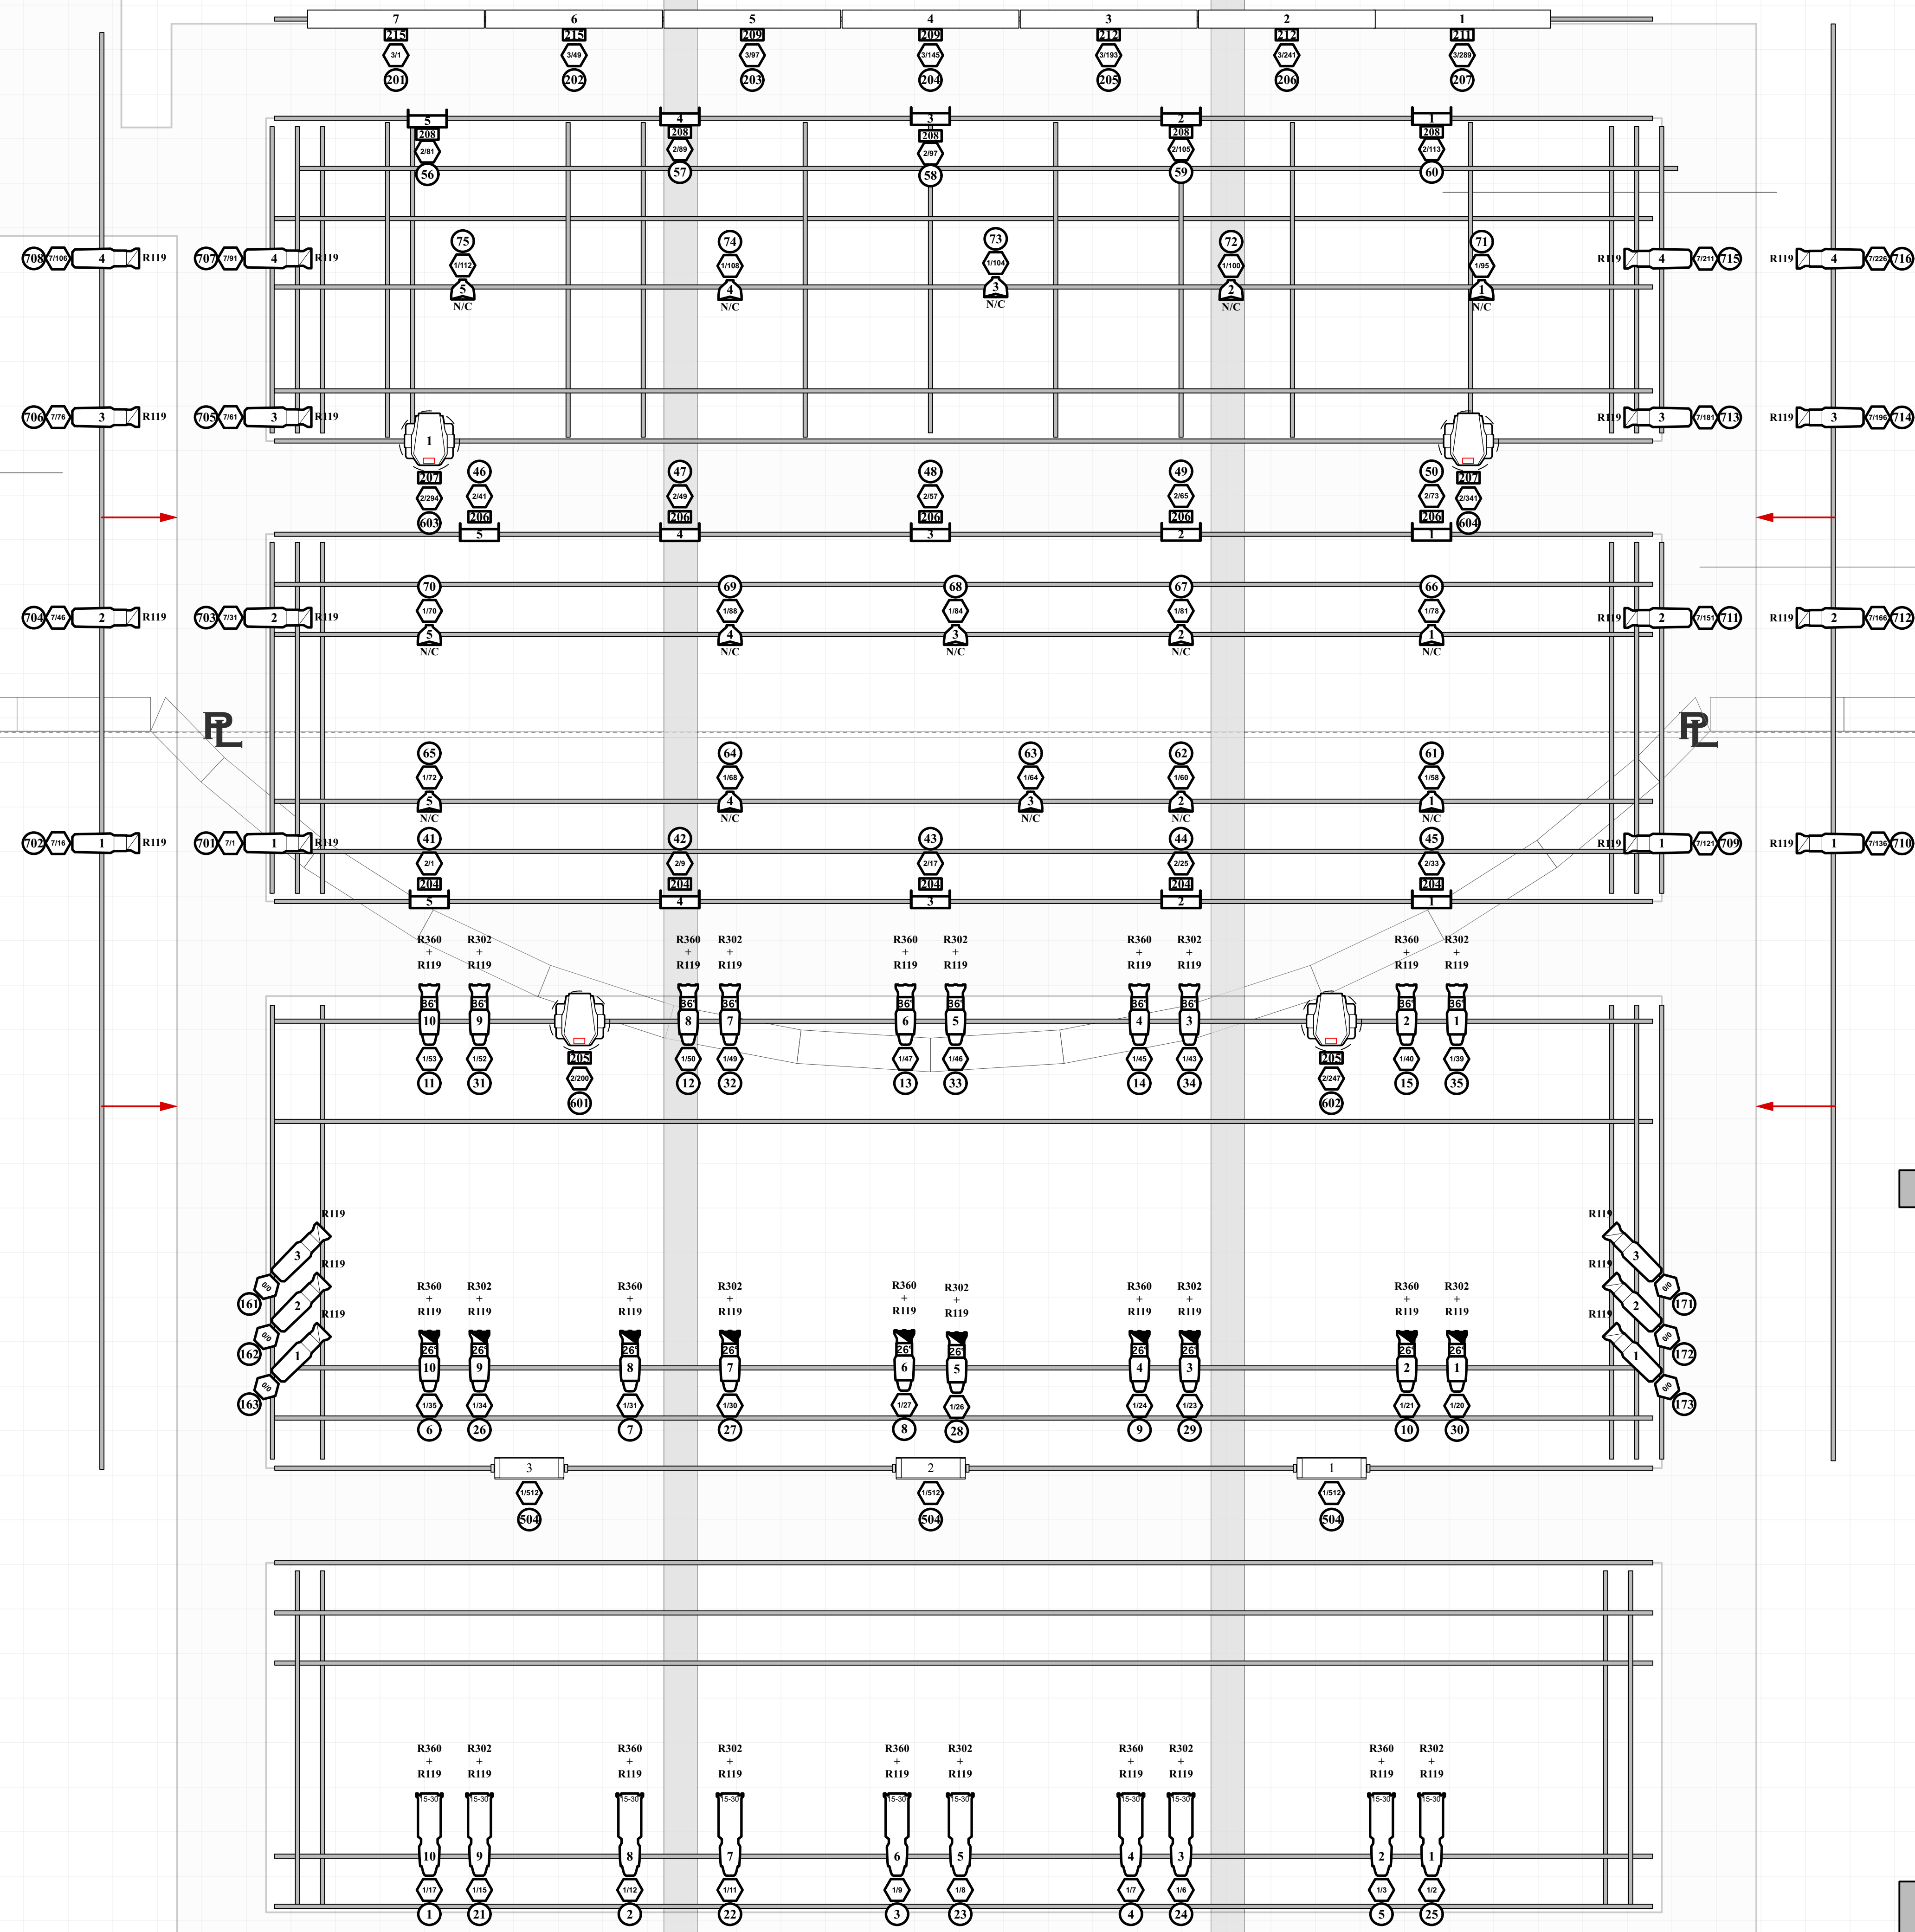 7 6 5 4 3 2 1
215 215 209 209 212 212 211
3/1 3/49 3/97 3/145 3/193 3/241 3/289
201 202 203 204 205 206 207
5 4 3 2 1
208 208 208 208 208
2/81 2/89 2/97 2/105 2/113
56 57 58 59 60
75 74 73 72 71
708 7/106 4 R119 707 7/91 4 R119 1/112 1/108 1/104 1/100 1/95 R119 4 7/211 715 R119 4 7/226 716
5 4 3 2 1
N/C N/C N/C N/C N/C
706 7/76 3 R119 705 7/61 3 R119 R119 3 7/181 713 R119 3 7/196 714
1
46 47 48 49 50
207 207
2/294 2/41 2/49 2/57 2/65 2/73 2/341
603 206 206 206 206 206 604
5 4 3 2 1
70 69 68 67 66
704 7/46 2 R119 703 7/31 2 R119 1/70 1/88 1/84 1/81 1/78 R119 2 7/151 711 R119 2 7/166 712
5 4 3 2 1
N/C N/C N/C N/C N/C
PL PL
65 64 63 62 61
1/72 1/68 1/64 1/60 1/58
5 4 3 2 1
N/C N/C N/C N/C N/C
41 42 43 44 45
702 7/16 1 R119 701 7/1 1 R119 R119 1 7/121 709 R119 1 7/136 710
2/1 2/9 2/17 2/25 2/33
204 204 204 204 204
5 4 3 2 1
R360 R302 R360 R302 R360 R302 R360 R302 R360 R302
+ + + + + + + + + +
R119 R119 R119 R119 R119 R119 R119 R119 R119 R119
36° 36° 36° 36° 36° 36° 36° 36° 36° 36°
10 9 8 7 6 5 4 3 2 1
1/53 1/52 205 1/50 1/49 1/47 1/46 1/45 1/43 205 1/40 1/39
2/200 2/247
11 31 12 32 13 33 14 34 15 35
601 602
R119 R119
3 3
R119 R119
0/0 0/0
161 2 2 171
R119 R360 R302 R360 R302 R360 R302 R360 R302 R360 R302 R119
+ + + + + + + + + +
R119 R119 R119 R119 R119 R119 R119 R119 R119 R119
0/0 0/0
162 1 26° 26° 26° 26° 26° 26° 26° 26° 26° 26° 1 172
10 9 8 7 6 5 4 3 2 1
0/0 0/0
163 1/35 1/34 1/31 1/30 1/27 1/26 1/24 1/23 1/21 1/20 173
6 26 7 27 8 28 9 29 10 30
3 2 1
1/512 1/512 1/512
504 504 504
R360 R302 R360 R302 R360 R302 R360 R302 R360 R302
+ + + + + + + + + +
R119 R119 R119 R119 R119 R119 R119 R119 R119 R119
15-30 15-30 15-30 15-30 15-30 15-30 15-30 15-30 15-30 15-30
10 9 8 7 6 5 4 3 2 1
1/17 1/15 1/12 1/11 1/9 1/8 1/7 1/6 1/3 1/2
1 21 2 22 3 23 4 24 5 25